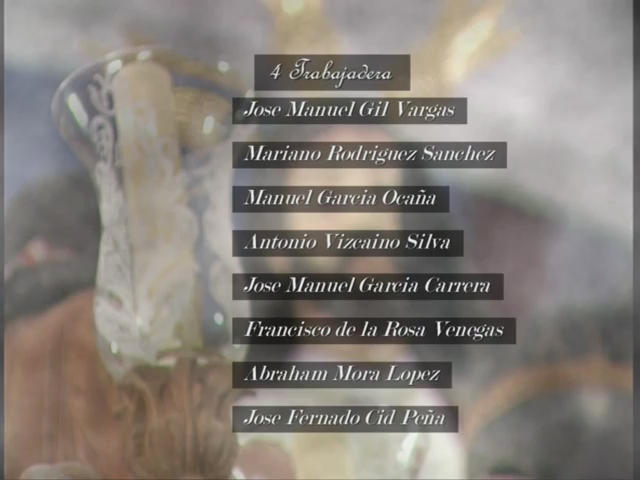 4 Trabajadera
Jose Manuel Gil Vargas
Mariano Rodriguez Sanchez
Manuel Garcia Ocaña
Antonio Vizcaino Silva
Jose Manuel Garcia Carrera
Francisco de la Rosa Venegas
Abraham Mora Lopez
Jose Fernado Cid Peña